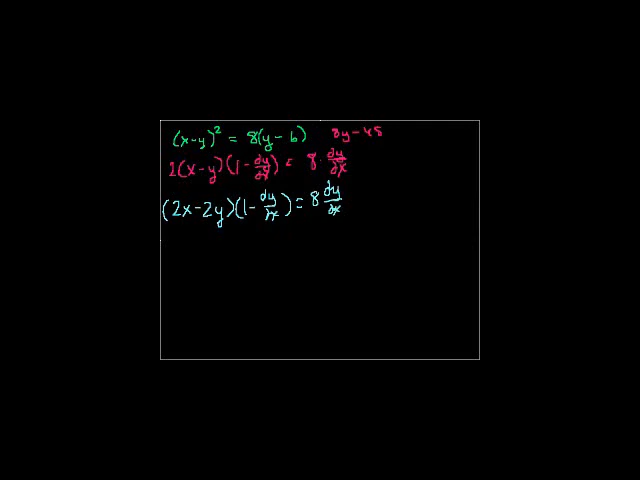 (x-y)² = 8(y-6) 8y-48
2(x-y)(1-dy/dx) = 8·dy/dx
(2x-2y)(1-dy/dx) = 8 dy/dx